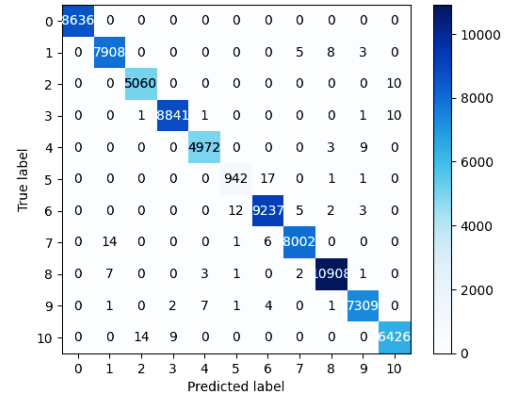 0 8636 0 0 0 0 0 0 0 0 0 0
1 0 7908 0 0 0 0 0 5 8 3 0
2 0 0 5060 0 0 0 0 0 0 0 10
3 0 0 1 8841 1 0 0 0 0 1 10
4 0 0 0 0 4972 0 0 0 3 9 0
5 0 0 0 0 0 942 17 0 1 1 0
6 0 0 0 0 0 12 9237 5 2 3 0
7 0 14 0 0 0 1 6 8002 0 0 0
8 0 7 0 0 3 1 0 2 10908 1 0
9 0 1 0 2 7 1 4 0 1 7309 0
10 0 0 14 9 0 0 0 0 0 0 6426
0 1 2 3 4 5 6 7 8 9 10
Predicted label
True label
10000
8000
6000
4000
2000
0